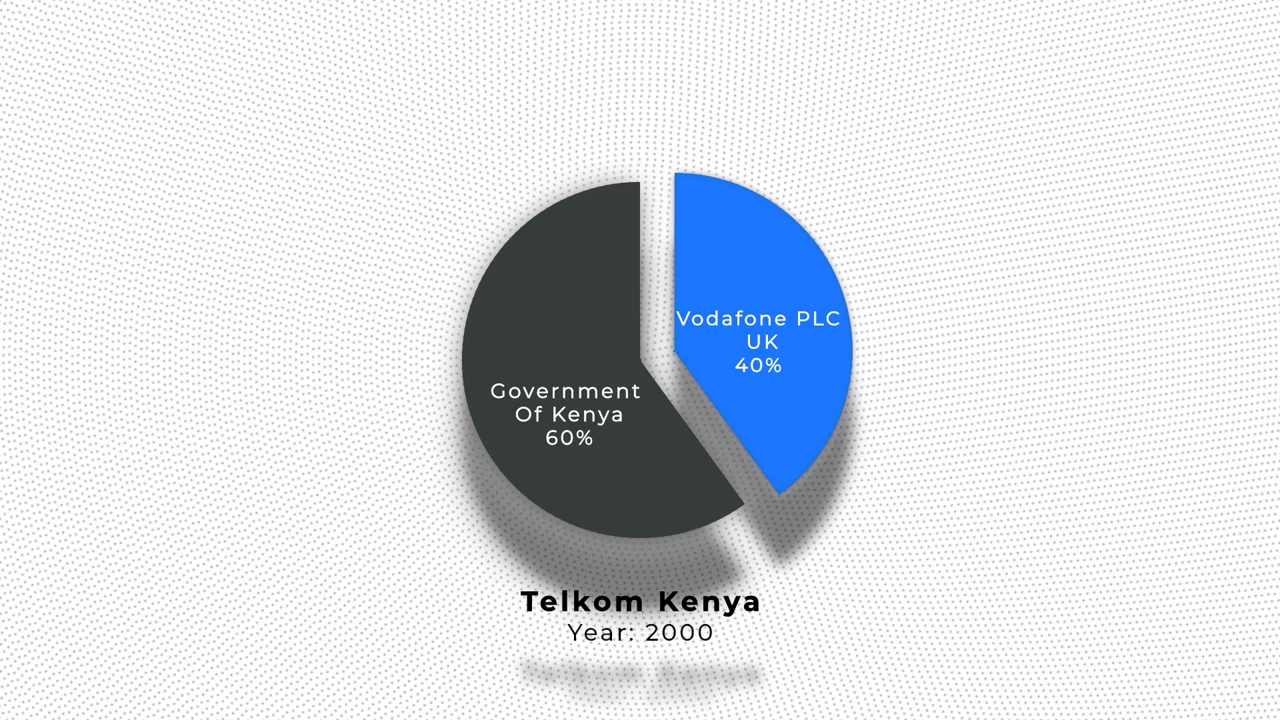 Vodafone PLC
UK
40%
Government
Of Kenya
60%
Telkom Kenya
Year: 2000